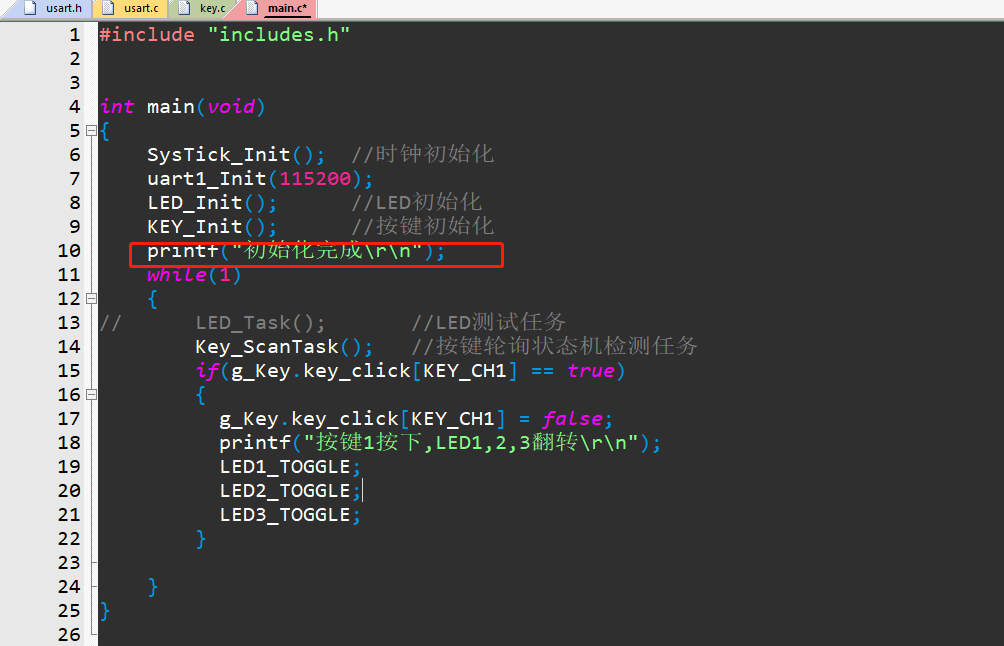 usart.h usart.c key.c main.c*
1 #include "includes.h"
2
3
4 int main(void)
5 {
6 SysTick_Init(); //时钟初始化
7 uart1_Init(115200);
8 LED_Init(); //LED初始化
9 KEY_Init(); //按键初始化
10 printf("初始化完成\r\n");
11 while(1)
12 {
13 // LED_Task(); //LED测试任务
14 Key_ScanTask(); //按键轮询状态机检测任务
15 if(g_Key.key_click[KEY_CH1] == true)
16 {
17 g_Key.key_click[KEY_CH1] = false;
18 printf("按键1按下,LED1,2,3翻转\r\n");
19 LED1_TOGGLE;
20 LED2_TOGGLE;
21 LED3_TOGGLE;
22 }
23
24 }
25 }
26